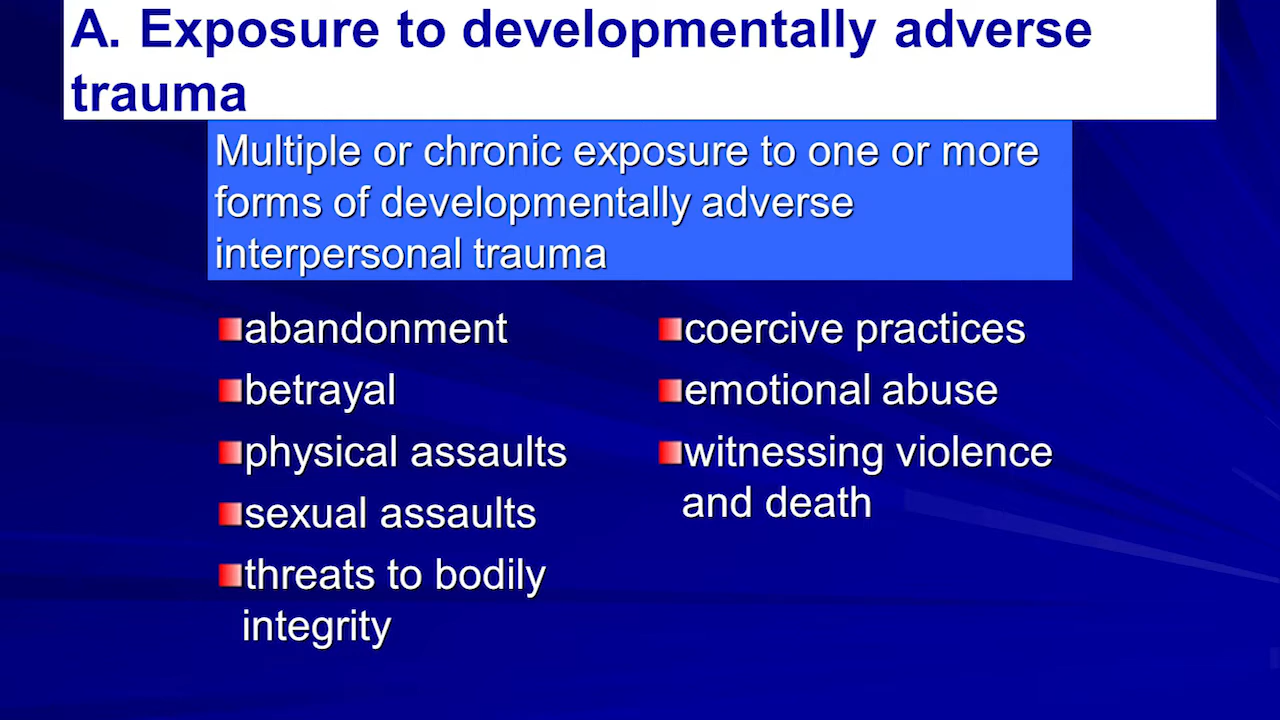 A. Exposure to developmentally adverse
trauma
Multiple or chronic exposure to one or more
forms of developmentally adverse
interpersonal trauma
abandonment
betrayal
physical assaults
sexual assaults
threats to bodily
integrity
coercive practices
emotional abuse
witnessing violence
and death